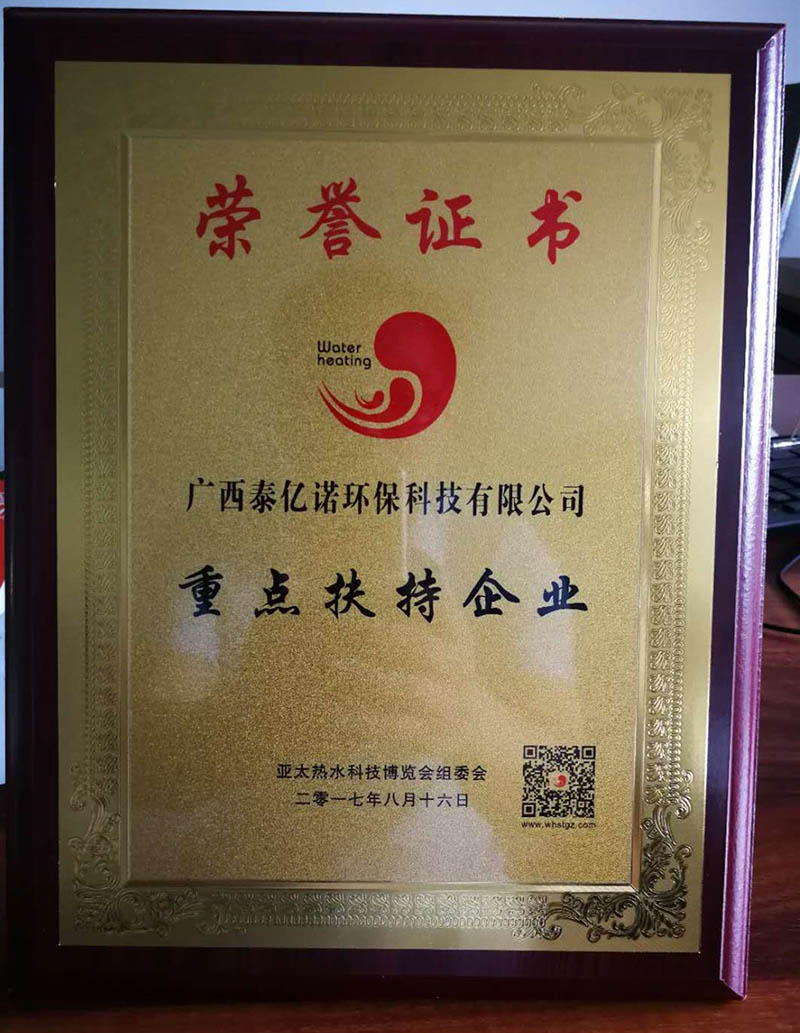 荣誉证书
Water
heating
广西泰亿诺环保科技有限公司
重点扶持企业
亚太热水科技博览会组委会
二零一七年八月十六日
www.whstgz.com